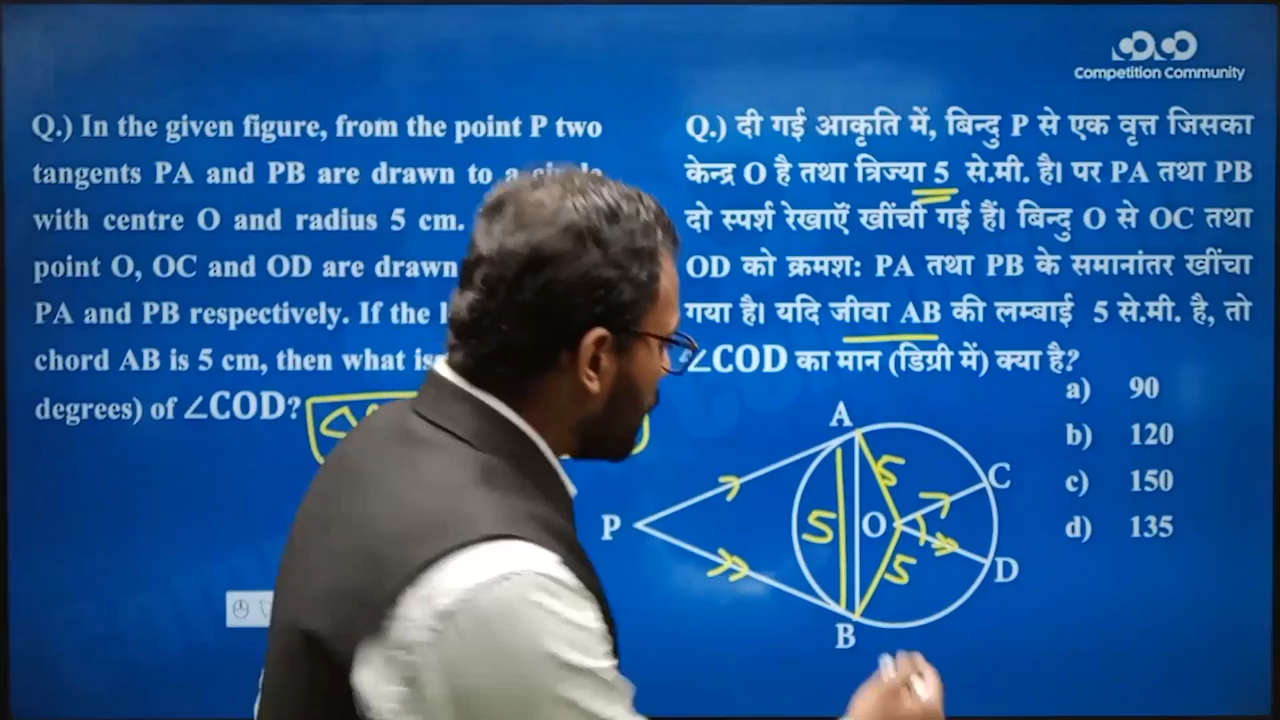 Competition Community
Q.) In the given figure, from the point P two
tangents PA and PB are drawn to a circle
with centre O and radius 5 cm.
point O, OC and OD are drawn
PA and PB respectively. If the
chord AB is 5 cm, then what is
degrees) of ∠COD?
Q.) दी गई आकृति में, बिन्दु P से एक वृत्त जिसका
केन्द्र O है तथा त्रिज्या 5 से.मी. है। पर PA तथा PB
दो स्पर्श रेखाएँ खींची गई हैं। बिन्दु O से OC तथा
OD को क्रमश: PA तथा PB के समानांतर खींचा
गया है। यदि जीवा AB की लम्बाई 5 से.मी. है, तो
∠COD का मान (डिग्री में) क्या है?
a) 90
b) 120
c) 150
d) 135
A
5
C
P
5
O
5
D
B